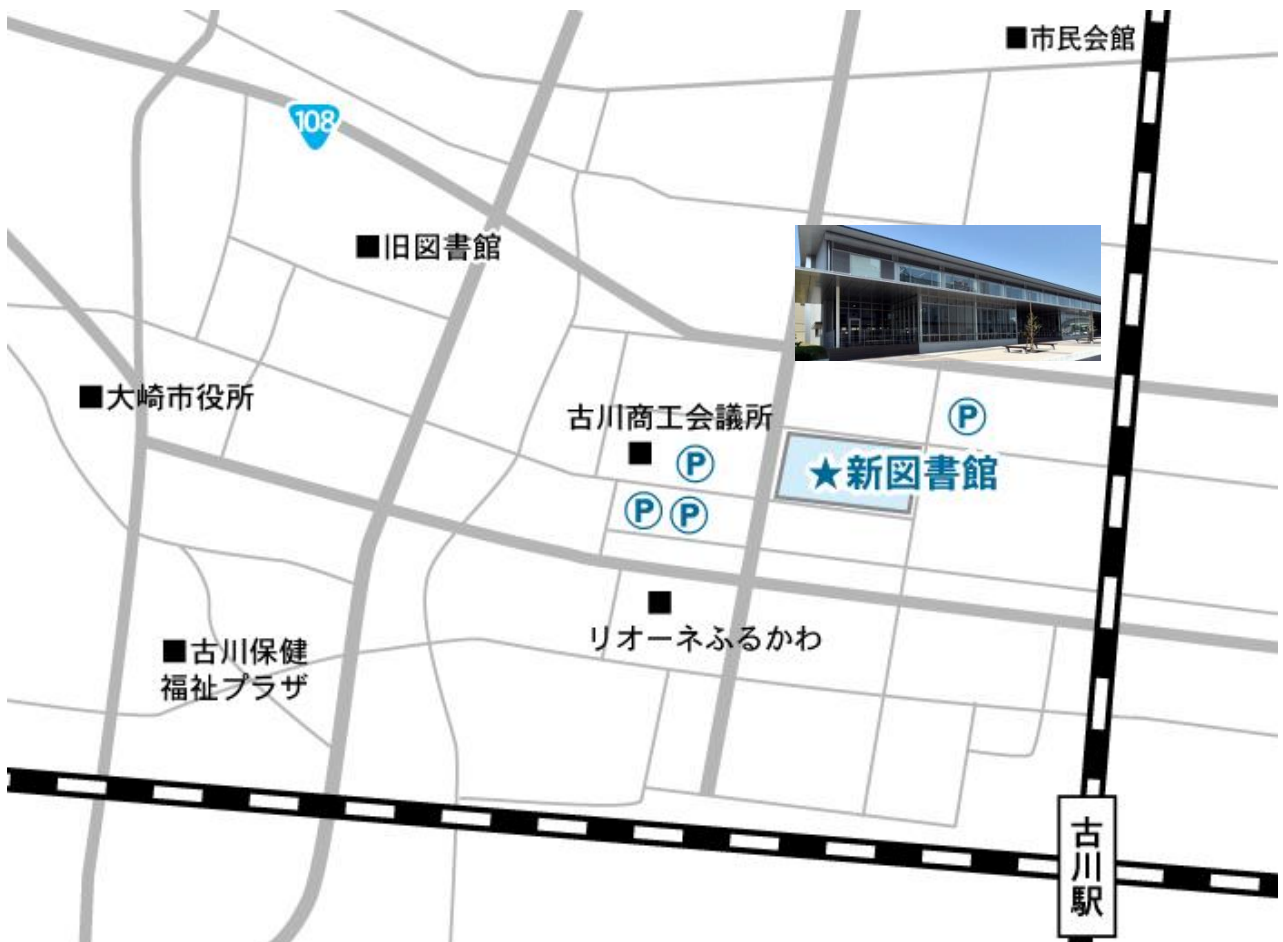 ■市民会館
108
■旧図書館
■大崎市役所
古川商工会議所
■
P
P
★新図書館
P P
■
リオーネふるかわ
■古川保健
福祉プラザ
古川駅